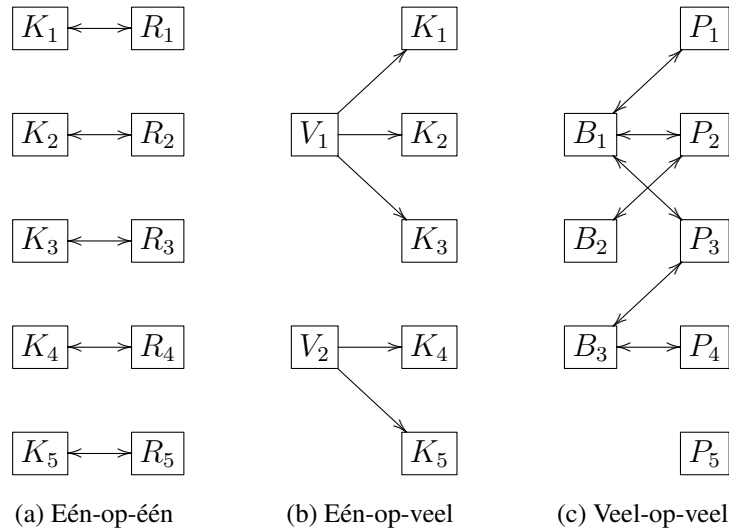 K₁ R₁ K₁ P₁
K₂ R₂ V₁ K₂ B₁ P₂
K₃ R₃ K₃ B₂ P₃
K₄ R₄ V₂ K₄ B₃ P₄
K₅ R₅ K₅ P₅
(a) Eén-op-één (b) Eén-op-veel (c) Veel-op-veel